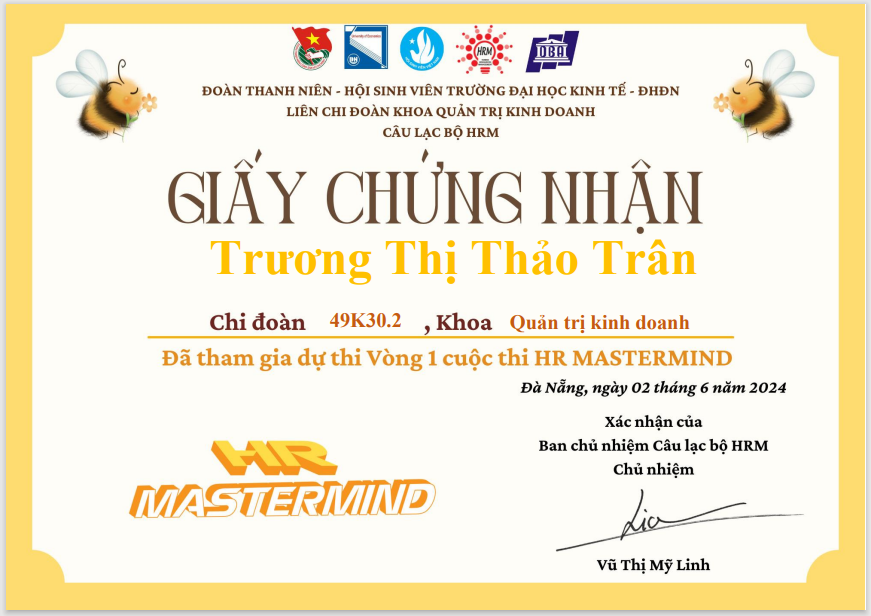 HRM
DBA
ĐOÀN THANH NIÊN - HỘI SINH VIÊN TRƯỜNG ĐẠI HỌC KINH TẾ - ĐHĐN
LIÊN CHI ĐOÀN KHOA QUẢN TRỊ KINH DOANH
CÂU LẠC BỘ HRM
GIẤY CHỨNG NHẬN
Trương Thị Thảo Trân
Chi đoàn 49K30.2 , Khoa Quản trị kinh doanh
Đã tham gia dự thi Vòng 1 cuộc thi HR MASTERMIND
Đà Nẵng, ngày 02 tháng 6 năm 2024
Xác nhận của
Ban chủ nhiệm Câu lạc bộ HRM
Chủ nhiệm
HR
MASTERMIND
Vũ Thị Mỹ Linh